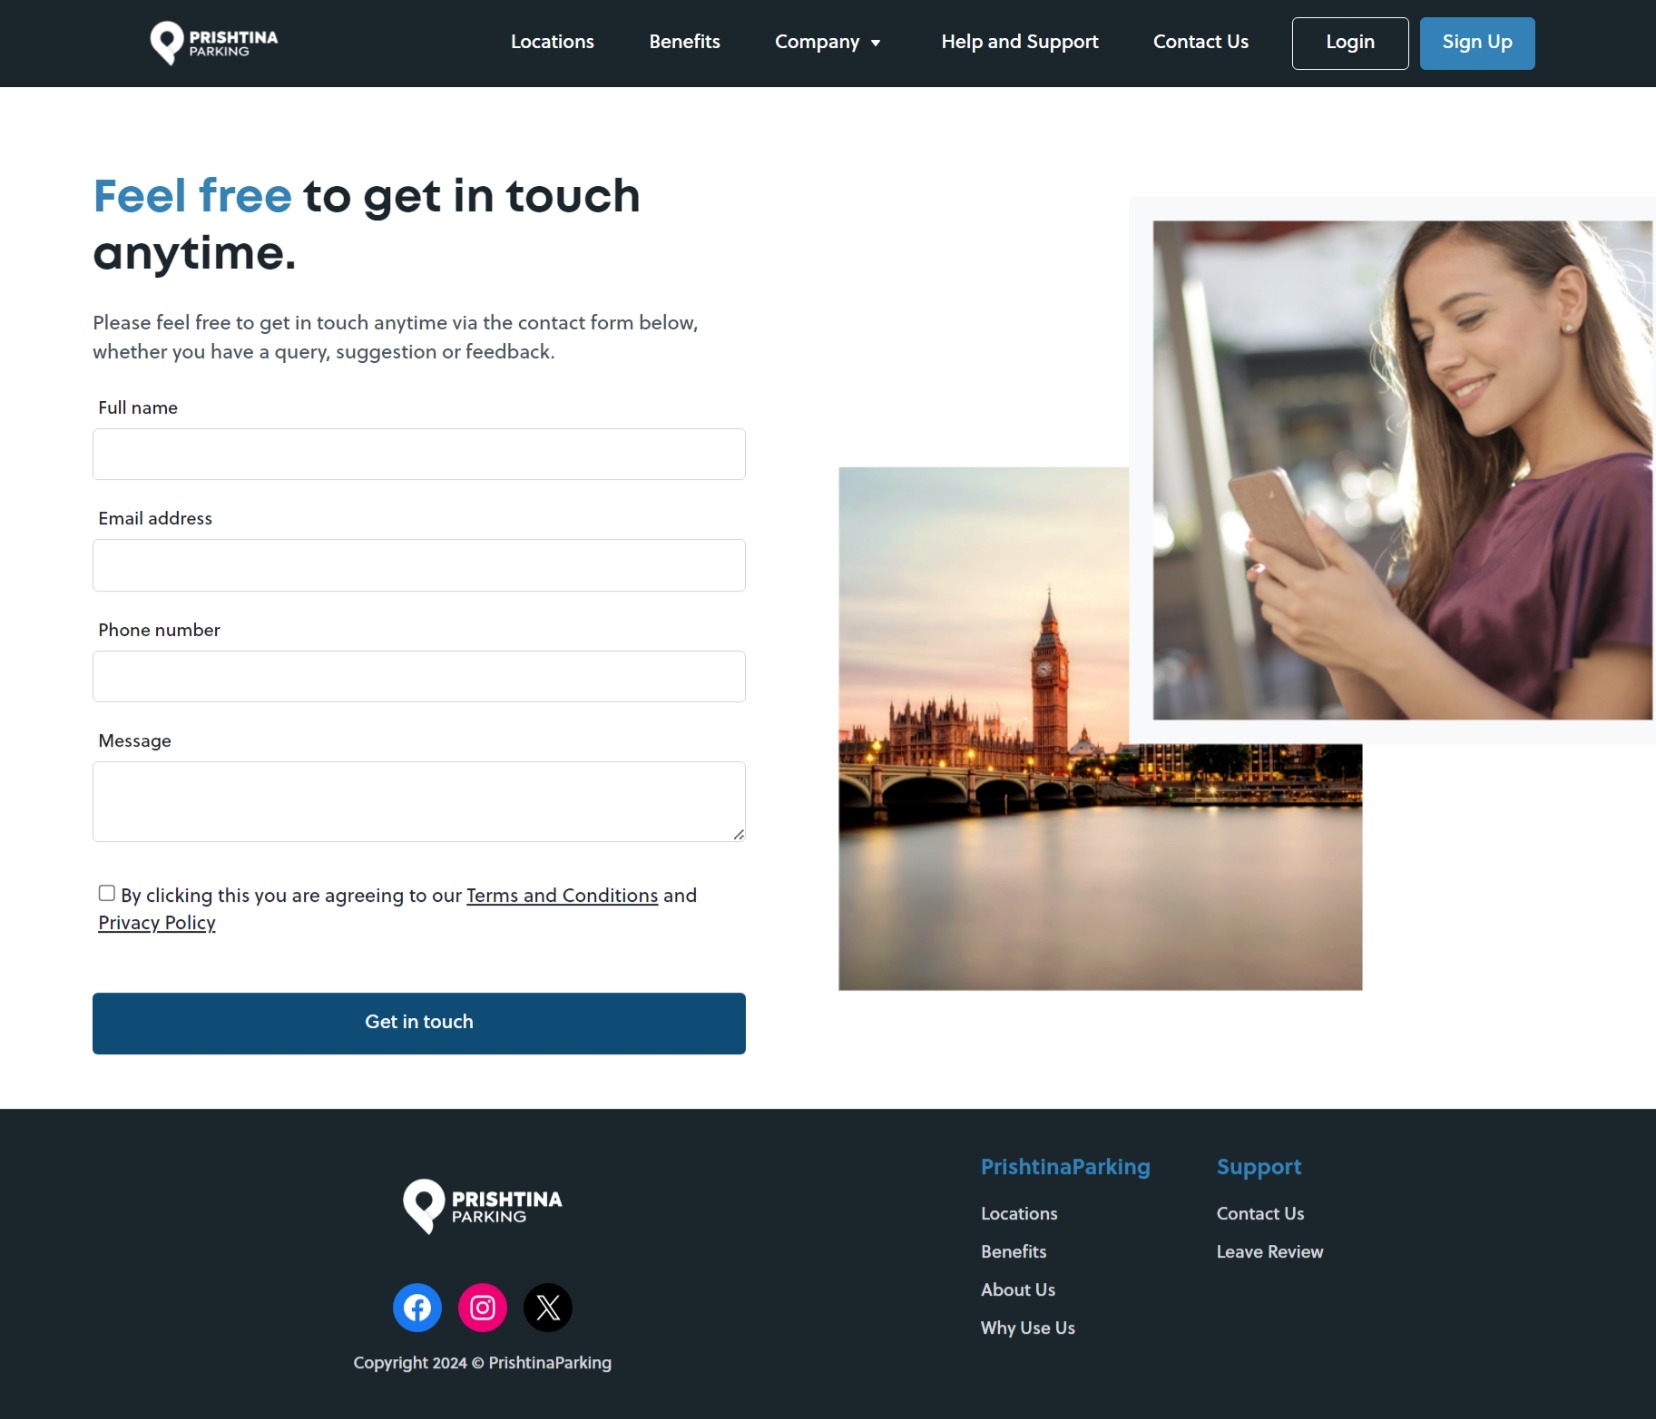 PRISHTINA
PARKING
Locations
Benefits
Company
Help and Support
Contact Us
Login
Sign Up
Feel free to get in touch
anytime.
Please feel free to get in touch anytime via the contact form below,
whether you have a query, suggestion or feedback.
Full name
Email address
Phone number
Message
By clicking this you are agreeing to our Terms and Conditions and
Privacy Policy
Get in touch
PRISHTINA
PARKING
Copyright 2024 © PrishtinaParking
PrishtinaParking
Locations
Benefits
About Us
Why Use Us
Support
Contact Us
Leave Review